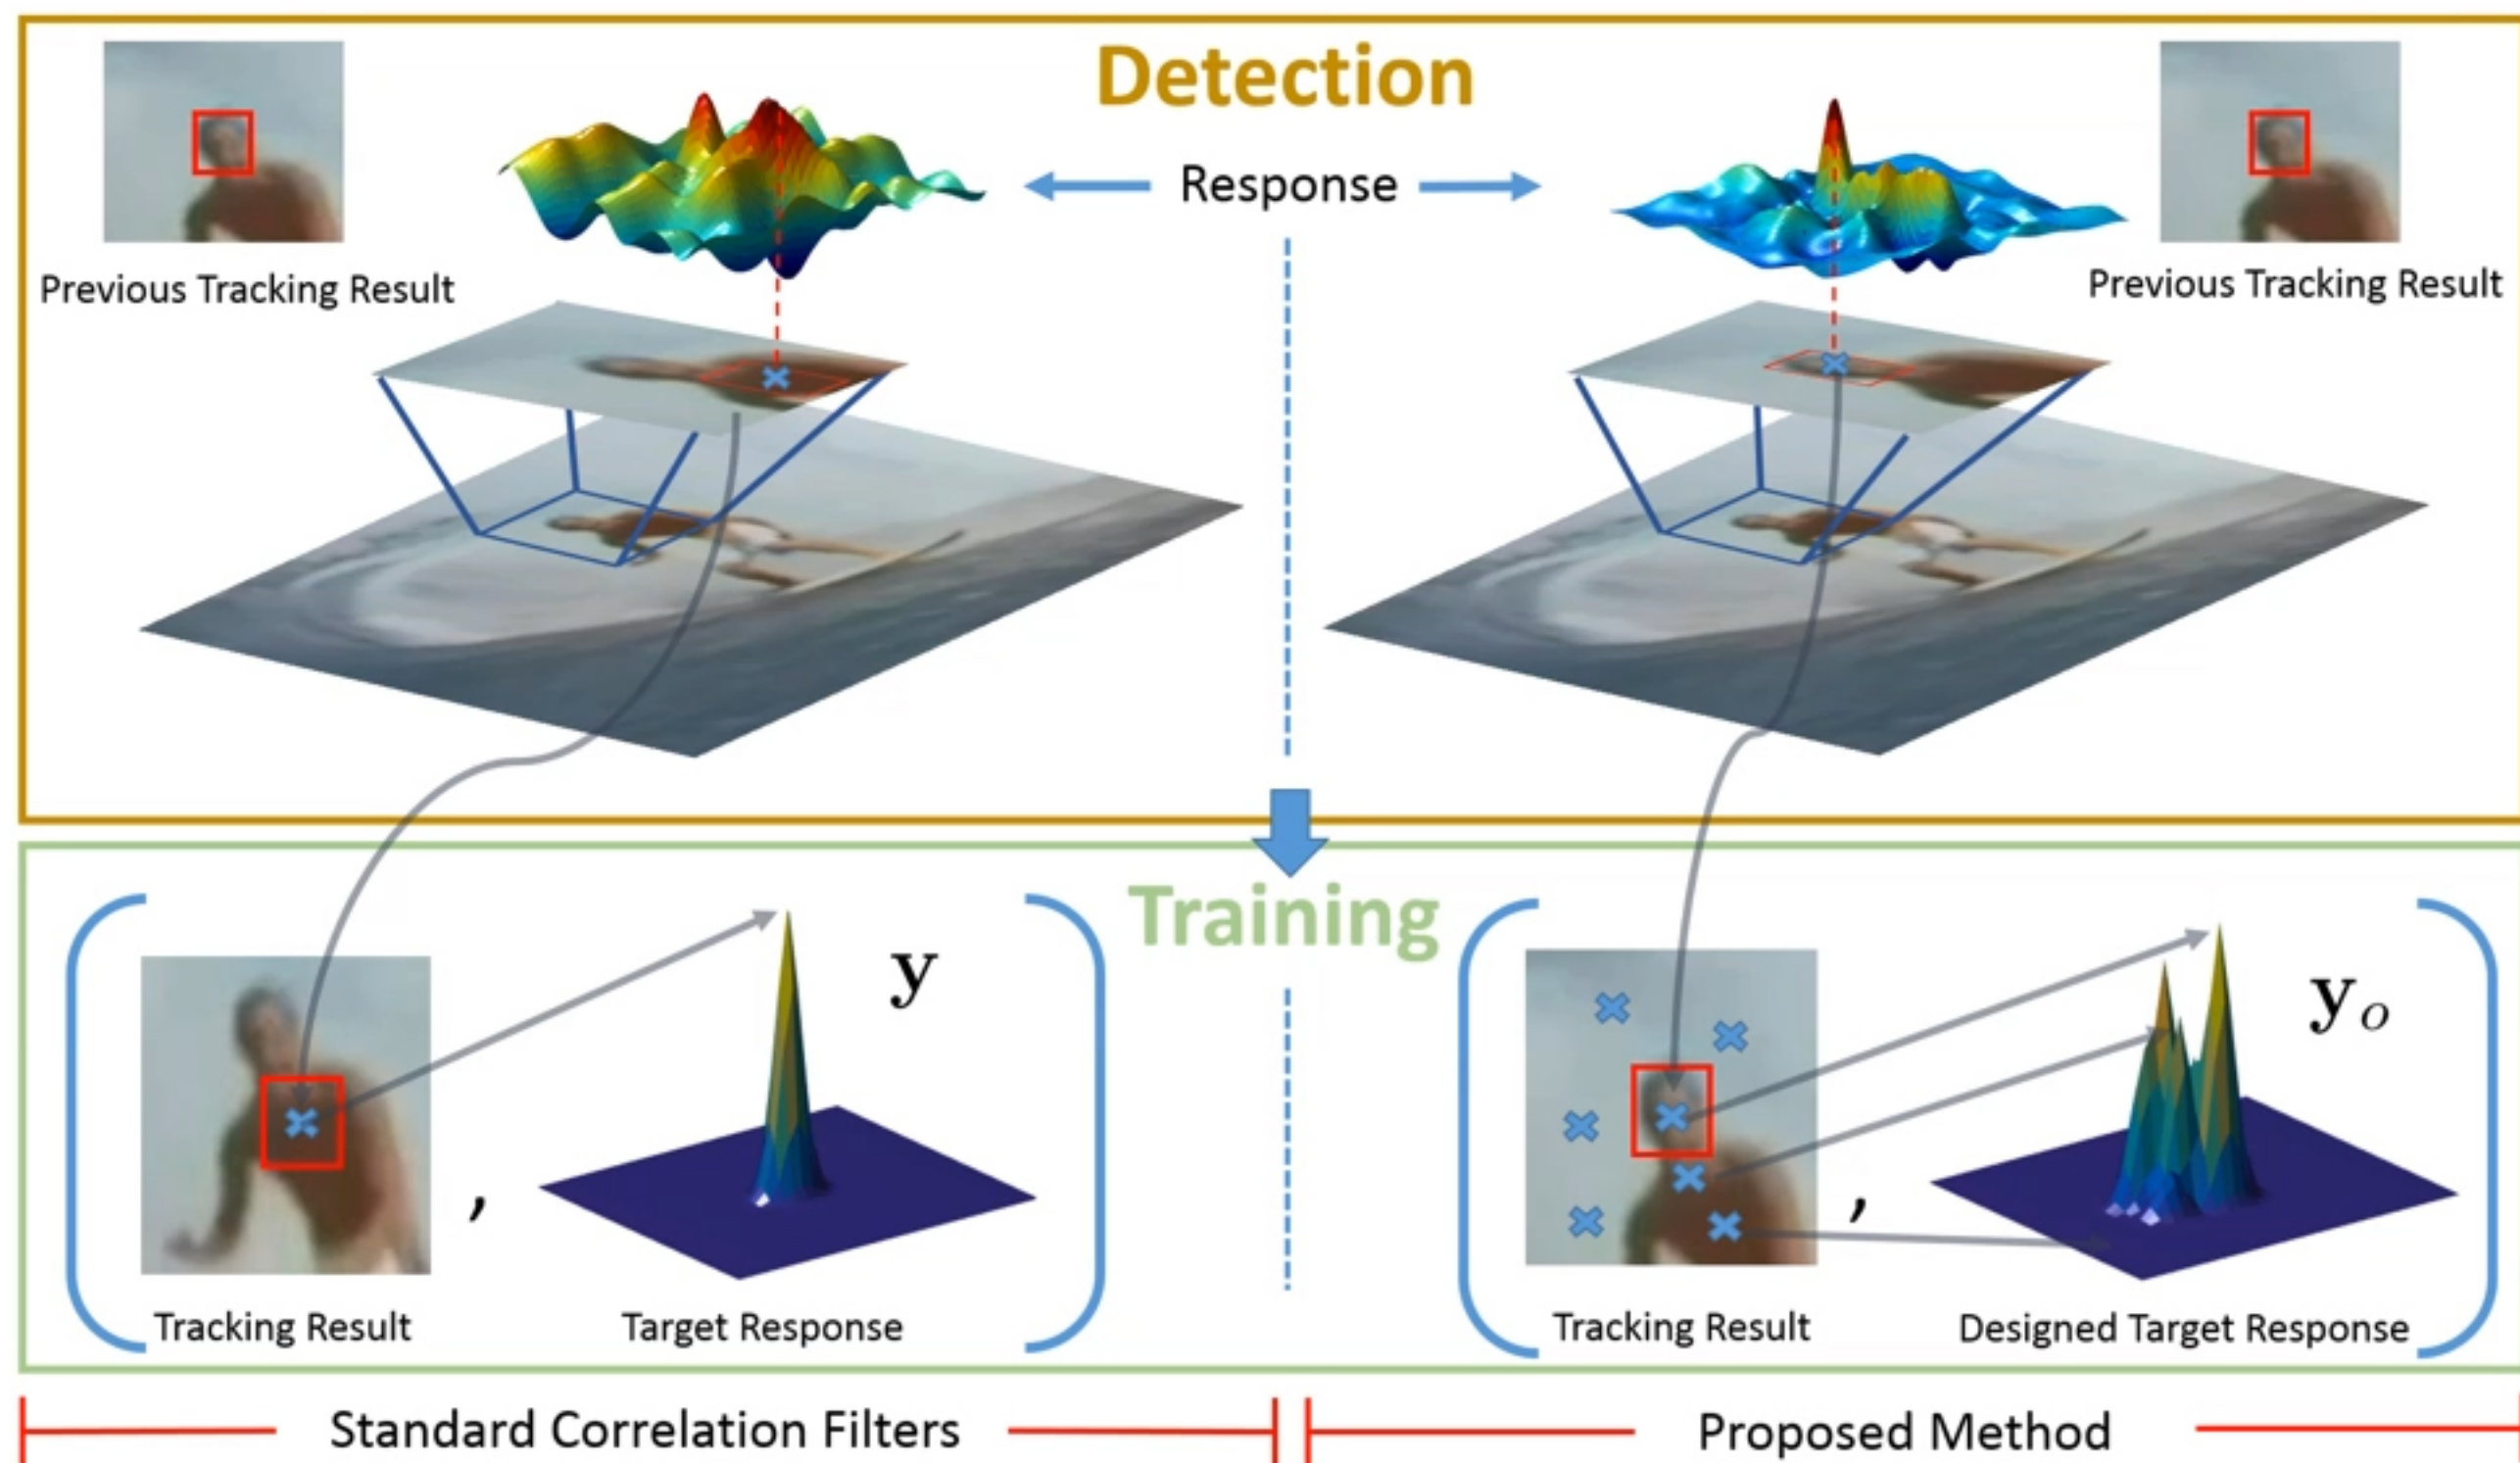 Detection
Previous Tracking Result
Response
Previous Tracking Result
Training
y
,
Tracking Result
Target Response
y_o
,
Tracking Result
Designed Target Response
Standard Correlation Filters
Proposed Method